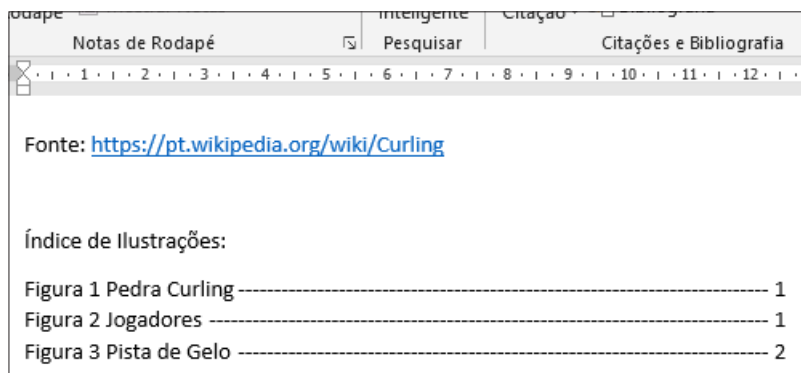 Notas de Rodapé Pesquisar Citações e Bibliografia
1 2 3 4 5 6 7 8 9 10 11 12
Fonte: https://pt.wikipedia.org/wiki/Curling
Índice de Ilustrações:
Figura 1 Pedra Curling ---------------------------------------------------------------- 1
Figura 2 Jogadores ---------------------------------------------------------------- 1
Figura 3 Pista de Gelo ---------------------------------------------------------------- 2